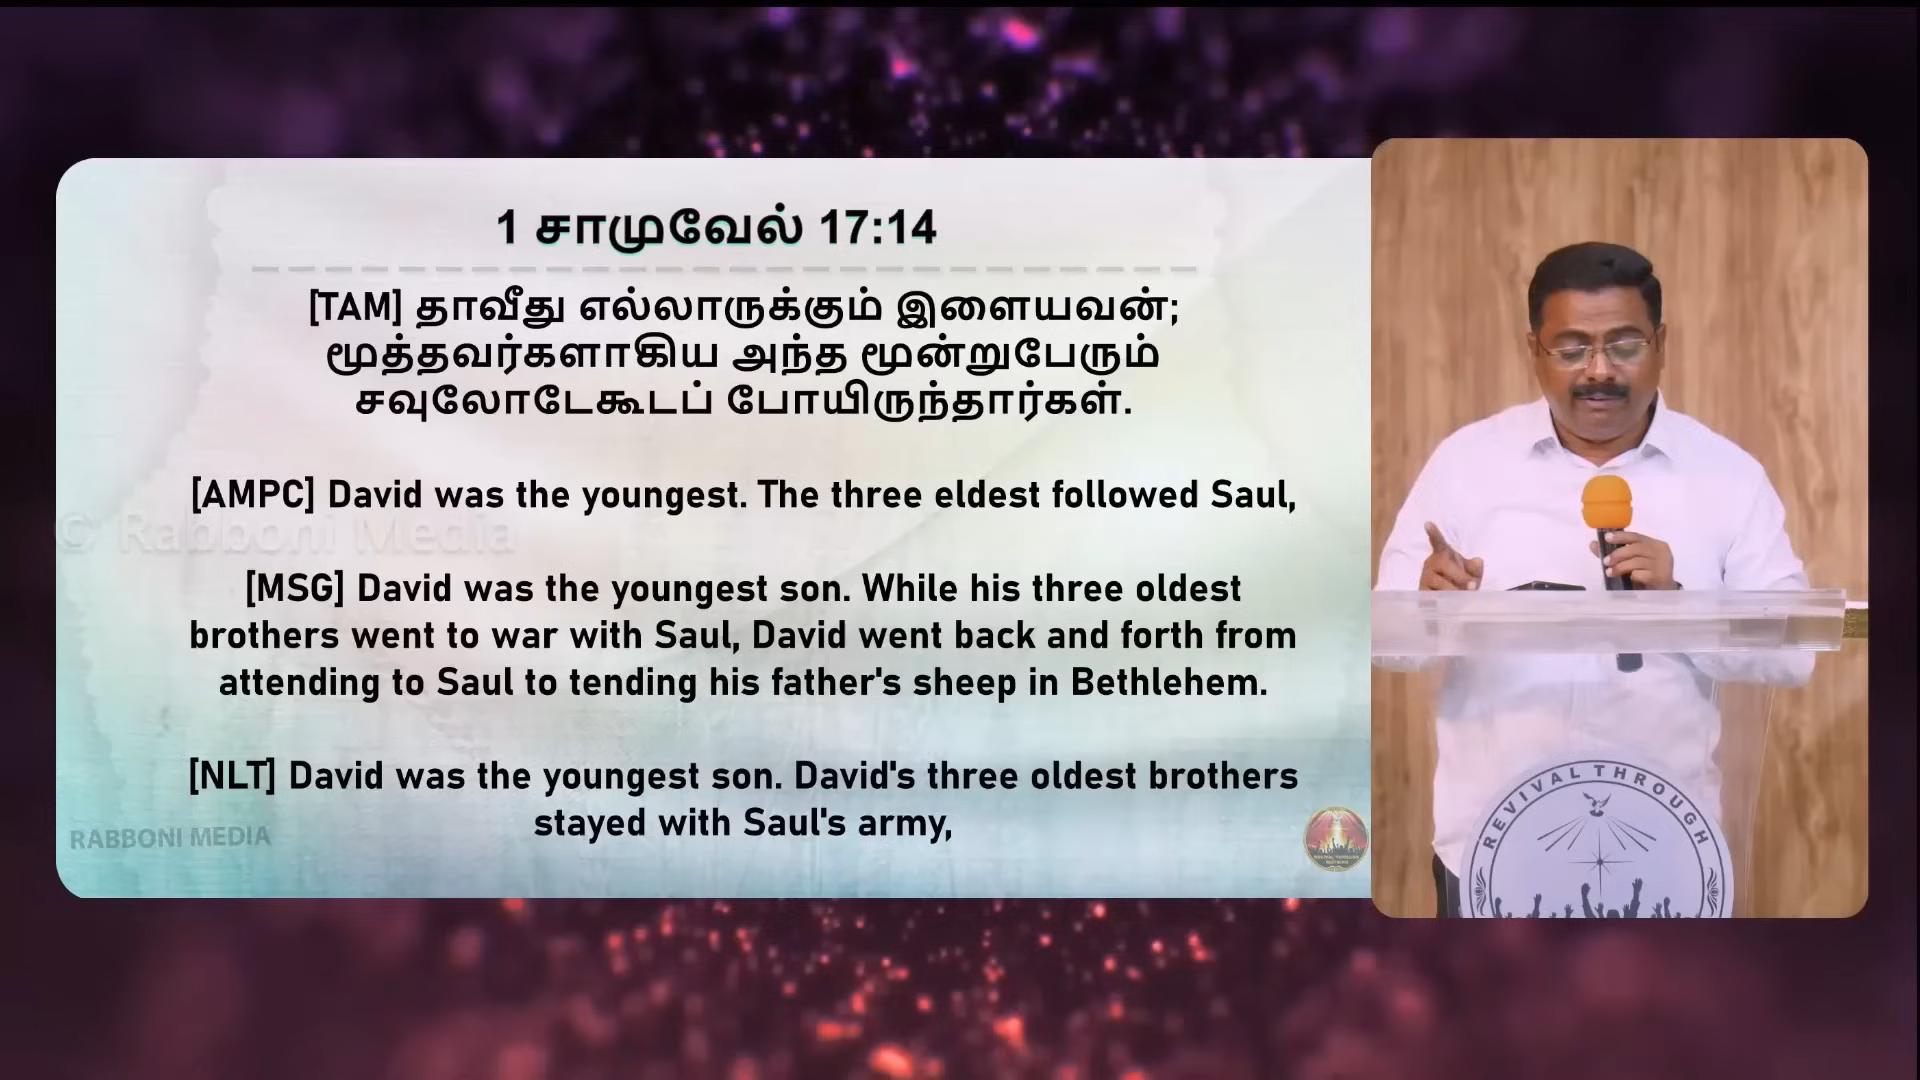 1 சாமுவேல் 17:14
[TAM] தாவீது எல்லாருக்கும் இளையவன்;
மூத்தவர்களாகிய அந்த மூன்றுபேரும்
சவுலோடேகூடப் போயிருந்தார்கள்.
[AMPC] David was the youngest. The three eldest followed Saul,
© Rabboni Media
[MSG] David was the youngest son. While his three oldest
brothers went to war with Saul, David went back and forth from
attending to Saul to tending his father's sheep in Bethlehem.
[NLT] David was the youngest son. David's three oldest brothers
stayed with Saul's army,
RABBONI MEDIA
REVIVAL THROUGH